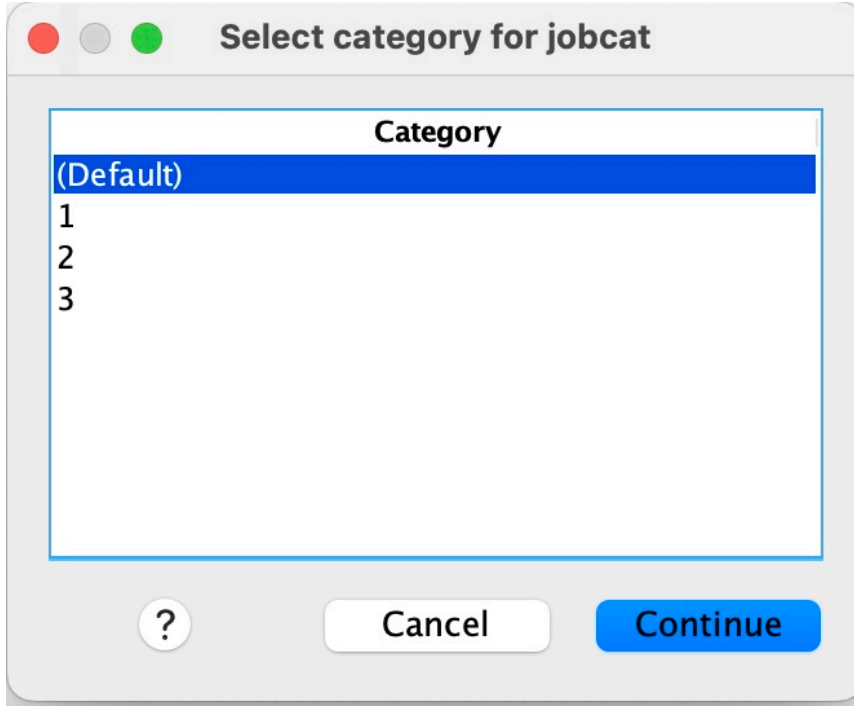 Select category for jobcat
Category
(Default)
1
2
3
?
Cancel
Continue